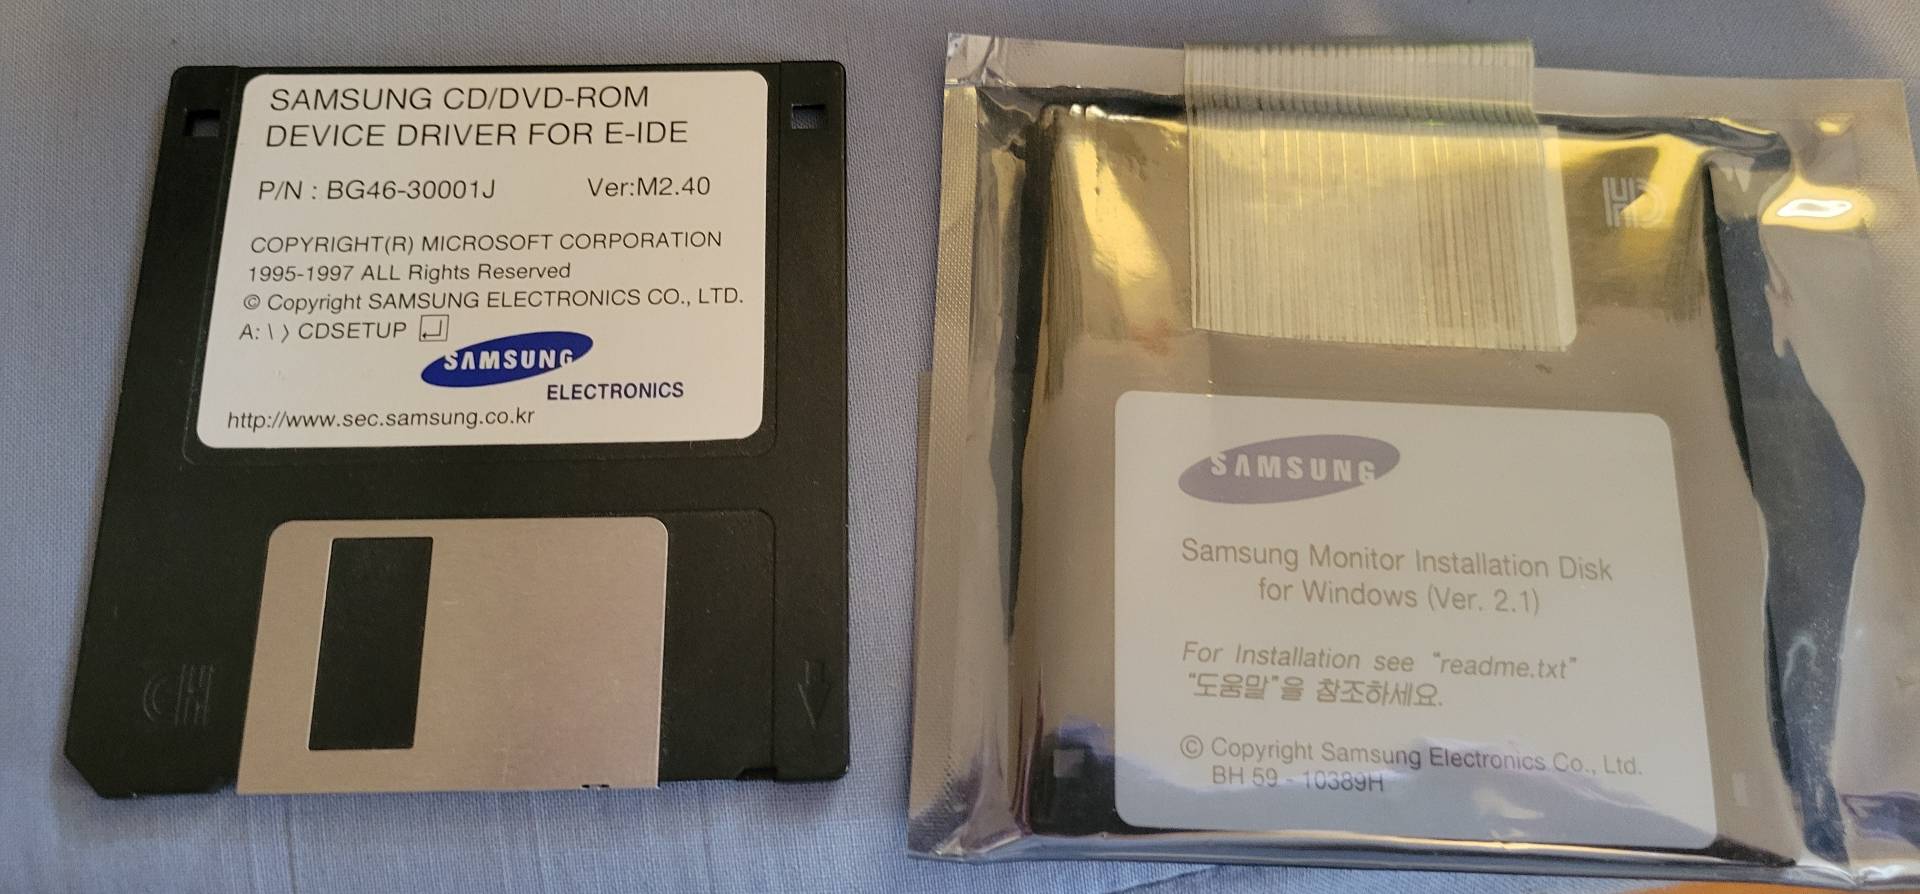 SAMSUNG CD/DVD-ROM
DEVICE DRIVER FOR E-IDE
P/N : BG46-30001J Ver:M2.40
COPYRIGHT(R) MICROSOFT CORPORATION
1995-1997 ALL Rights Reserved
© Copyright SAMSUNG ELECTRONICS CO., LTD.
A: \ 〉 CDSETUP
SAMSUNG
ELECTRONICS
http://www.sec.samsung.co.kr
HD
HD
SAMSUNG
Samsung Monitor Installation Disk
for Windows (Ver. 2.1)
For Installation see "readme.txt"
"도움말"을 참조하세요.
© Copyright Samsung Electronics Co., Ltd.
BH 59 - 10389H